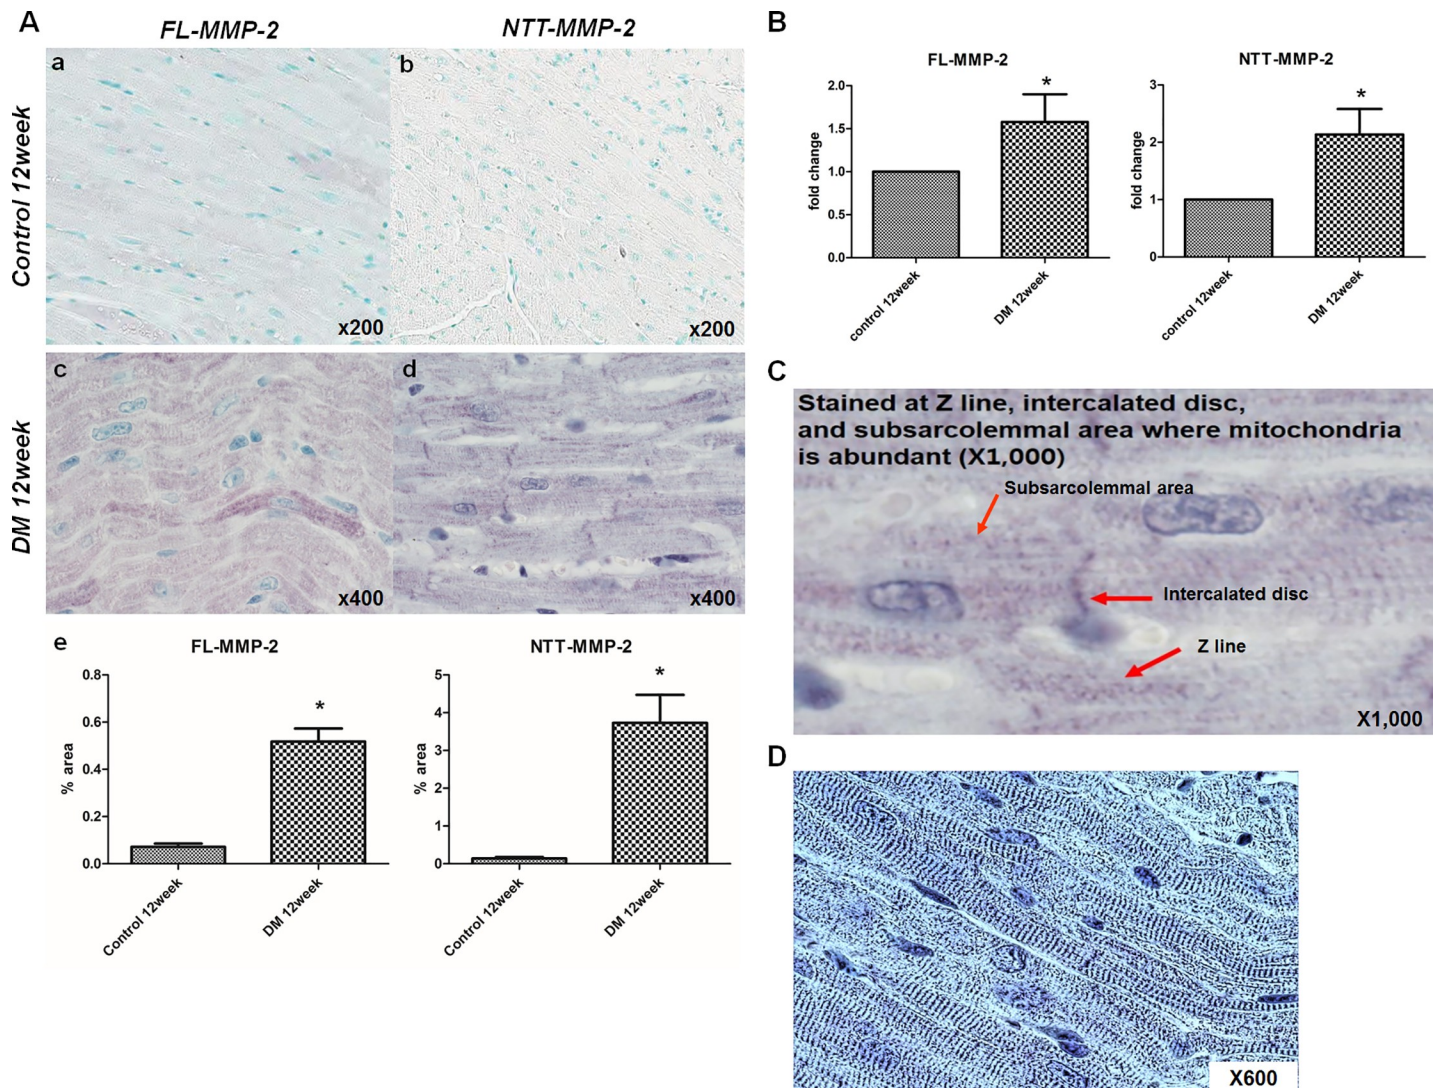 A
FL-MMP-2
NTT-MMP-2
Control 12week
a
x200
b
x200
DM 12week
c
x400
d
x400
e
FL-MMP-2
% area
0.8
0.6
0.4
0.2
0.0
*
Control 12week
DM 12week
NTT-MMP-2
% area
5
4
3
2
1
0
*
Control 12week
DM 12week
B
FL-MMP-2
fold change
2.0
1.5
1.0
0.5
0.0
*
control 12week
DM 12week
NTT-MMP-2
fold change
3
2
1
0
*
control 12week
DM 12week
C
Stained at Z line, intercalated disc,
and subsarcolemmal area where mitochondria
is abundant (X1,000)
Subsarcolemmal area
Intercalated disc
Z line
X1,000
D
X600